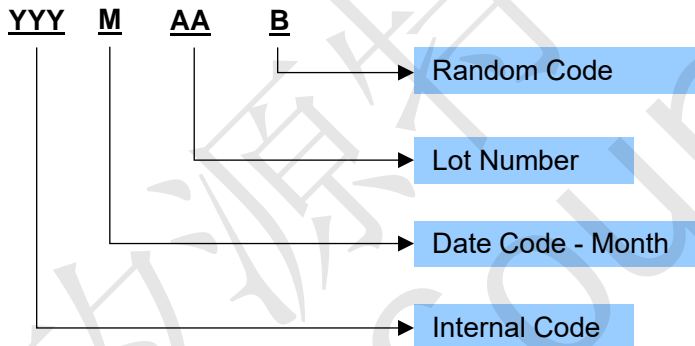 YYY M AA B
Random Code
Lot Number
Date Code - Month
Internal Code